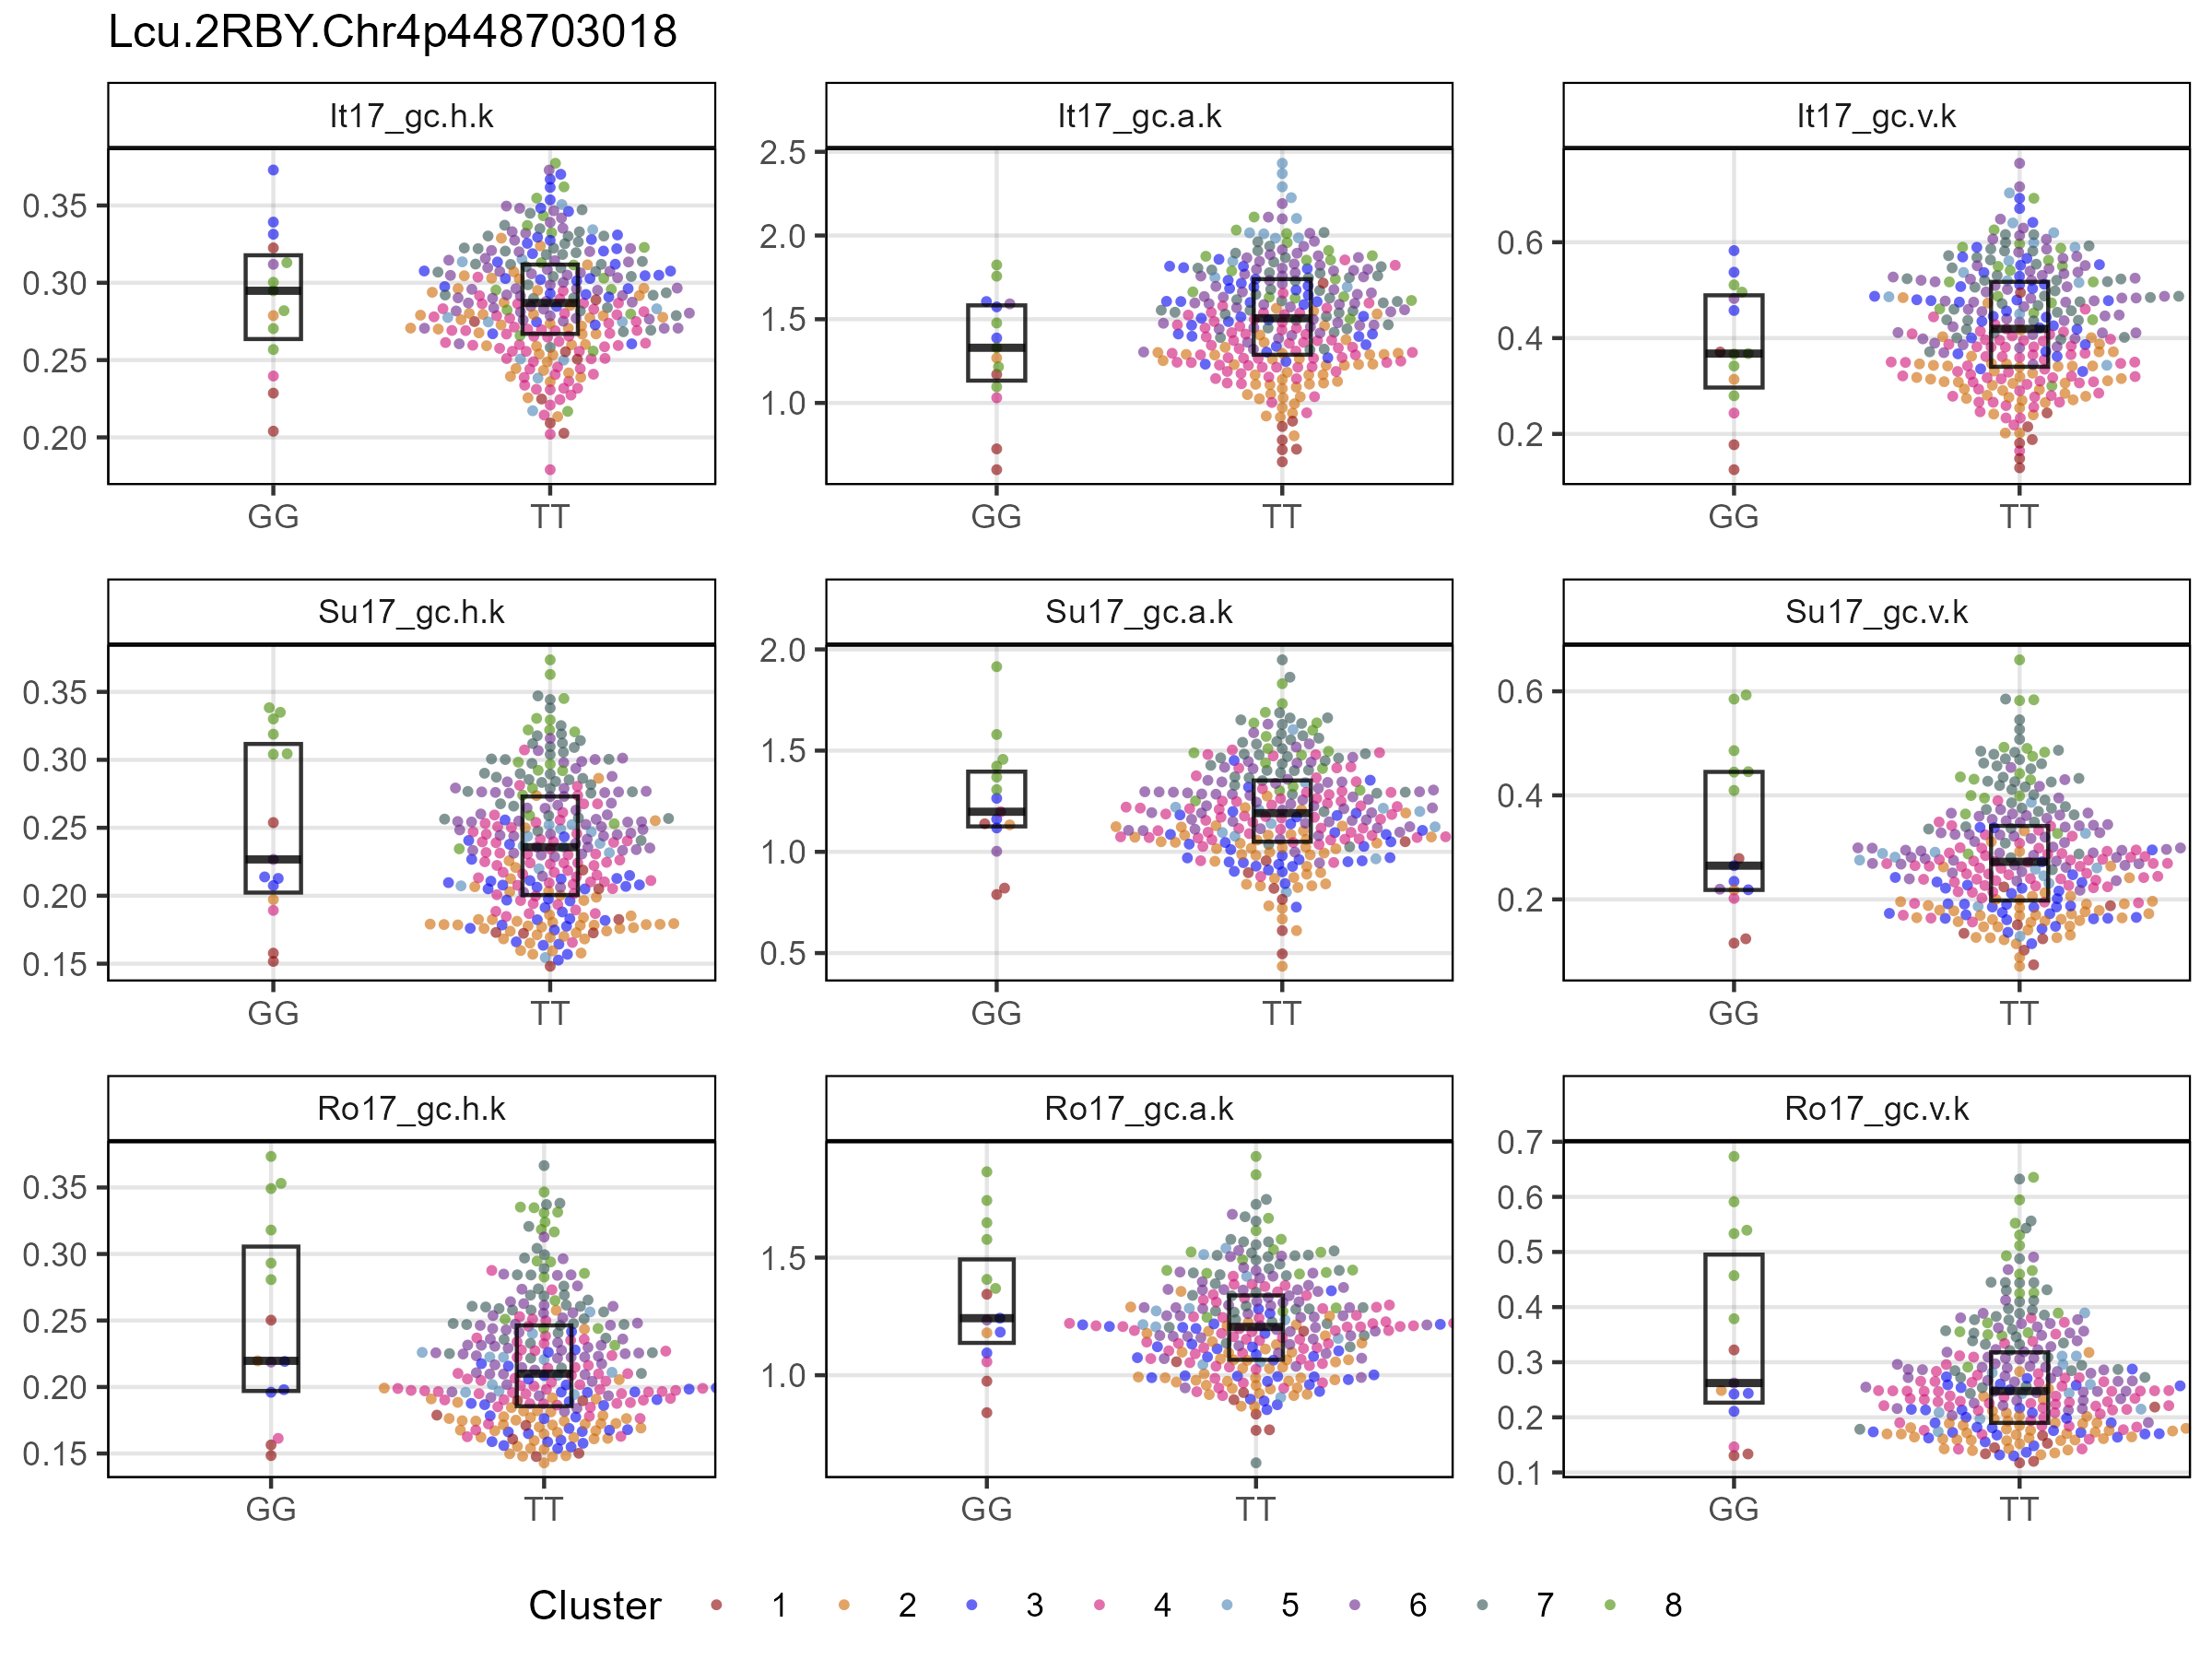 Lcu.2RBY.Chr4p448703018
It17_gc.h.k
It17_gc.a.k
It17_gc.v.k
0.35
0.30
0.25
0.20
GG
TT
2.5
2.0
1.5
1.0
GG
TT
0.6
0.4
0.2
GG
TT
Su17_gc.h.k
Su17_gc.a.k
Su17_gc.v.k
0.35
0.30
0.25
0.20
0.15
GG
TT
2.0
1.5
1.0
0.5
GG
TT
0.6
0.4
0.2
GG
TT
Ro17_gc.h.k
Ro17_gc.a.k
Ro17_gc.v.k
0.35
0.30
0.25
0.20
0.15
GG
TT
1.5
1.0
GG
TT
0.7
0.6
0.5
0.4
0.3
0.2
0.1
GG
TT
Cluster 1 2 3 4 5 6 7 8